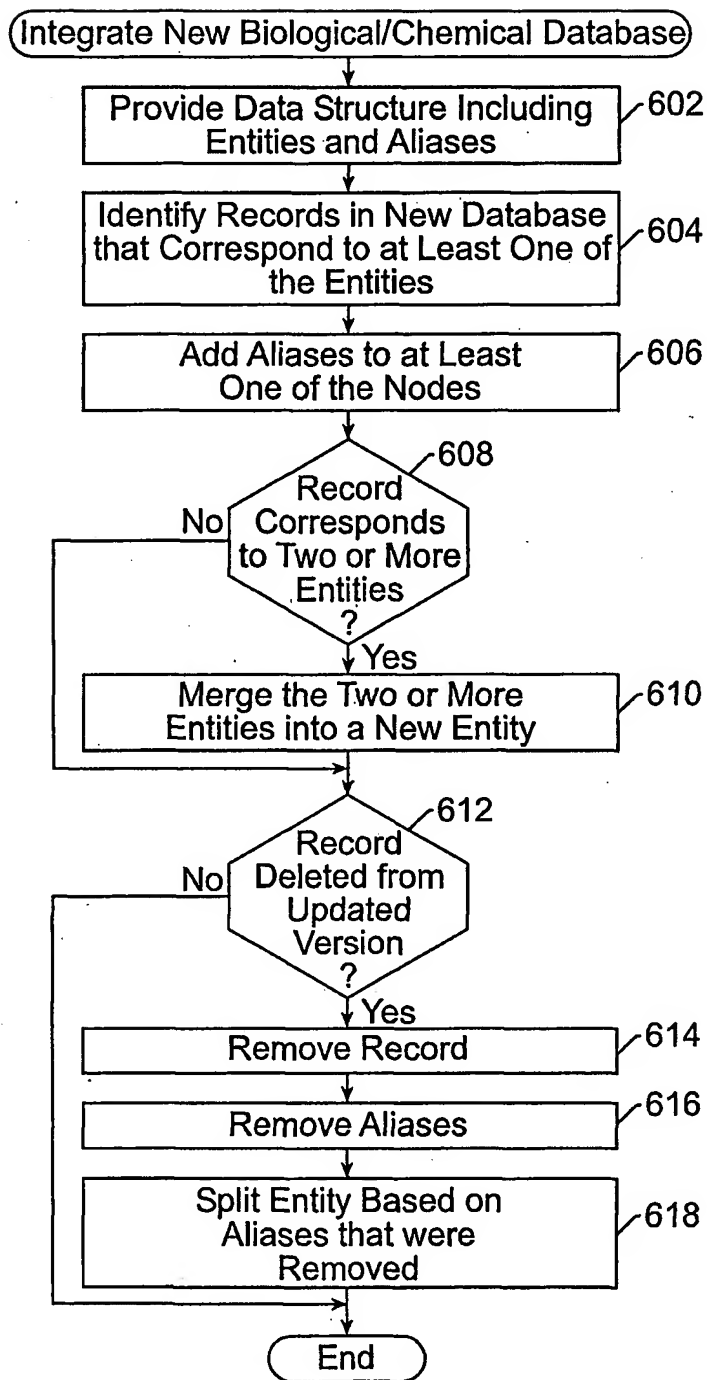 Integrate New Biological/Chemical Database
Provide Data Structure Including
Entities and Aliases
602
Identify Records in New Database
that Correspond to at Least One of
the Entities
604
Add Aliases to at Least
One of the Nodes
606
608
Record
Corresponds
to Two or More
Entities
?
No
Yes
Merge the Two or More
Entities into a New Entity
610
612
Record
Deleted from
Updated
Version
?
No
Yes
Remove Record
614
Remove Aliases
616
Split Entity Based on
Aliases that were
Removed
618
End